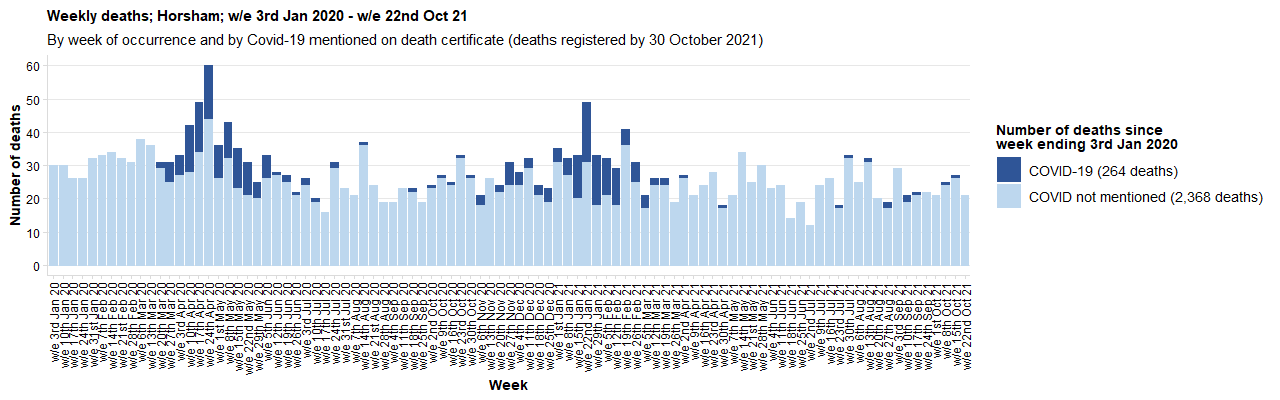 Weekly deaths; Horsham; w/e 3rd Jan 2020 - w/e 22nd Oct 21
By week of occurrence and by Covid-19 mentioned on death certificate (deaths registered by 30 October 2021)
Number of deaths
60
50
40
30
20
10
0
w/e 3rd Jan 20
w/e 10th Jan 20
w/e 17th Jan 20
w/e 24th Jan 20
w/e 31st Jan 20
w/e 7th Feb 20
w/e 14th Feb 20
w/e 21st Feb 20
w/e 28th Feb 20
w/e 6th Mar 20
w/e 13th Mar 20
w/e 20th Mar 20
w/e 27th Mar 20
w/e 3rd Apr 20
w/e 10th Apr 20
w/e 17th Apr 20
w/e 24th Apr 20
w/e 1st May 20
w/e 8th May 20
w/e 15th May 20
w/e 22nd May 20
w/e 29th May 20
w/e 5th Jun 20
w/e 12th Jun 20
w/e 19th Jun 20
w/e 26th Jun 20
w/e 3rd Jul 20
w/e 10th Jul 20
w/e 17th Jul 20
w/e 24th Jul 20
w/e 31st Jul 20
w/e 7th Aug 20
w/e 14th Aug 20
w/e 21st Aug 20
w/e 28th Aug 20
w/e 4th Sep 20
w/e 11th Sep 20
w/e 18th Sep 20
w/e 25th Sep 20
w/e 2nd Oct 20
w/e 9th Oct 20
w/e 16th Oct 20
w/e 23rd Oct 20
w/e 30th Oct 20
w/e 6th Nov 20
w/e 13th Nov 20
w/e 20th Nov 20
w/e 27th Nov 20
w/e 4th Dec 20
w/e 11th Dec 20
w/e 18th Dec 20
w/e 25th Dec 20
w/e 1st Jan 21
w/e 8th Jan 21
w/e 15th Jan 21
w/e 22nd Jan 21
w/e 29th Jan 21
w/e 5th Feb 21
w/e 12th Feb 21
w/e 19th Feb 21
w/e 26th Feb 21
w/e 5th Mar 21
w/e 12th Mar 21
w/e 19th Mar 21
w/e 26th Mar 21
w/e 2nd Apr 21
w/e 9th Apr 21
w/e 16th Apr 21
w/e 23rd Apr 21
w/e 30th Apr 21
w/e 7th May 21
w/e 14th May 21
w/e 21st May 21
w/e 28th May 21
w/e 4th Jun 21
w/e 11th Jun 21
w/e 18th Jun 21
w/e 25th Jun 21
w/e 2nd Jul 21
w/e 9th Jul 21
w/e 16th Jul 21
w/e 23rd Jul 21
w/e 30th Jul 21
w/e 6th Aug 21
w/e 13th Aug 21
w/e 20th Aug 21
w/e 27th Aug 21
w/e 3rd Sep 21
w/e 10th Sep 21
w/e 17th Sep 21
w/e 24th Sep 21
w/e 1st Oct 21
w/e 8th Oct 21
w/e 15th Oct 21
w/e 22nd Oct 21
Week
Number of deaths since
week ending 3rd Jan 2020
COVID-19 (264 deaths)
COVID not mentioned (2,368 deaths)